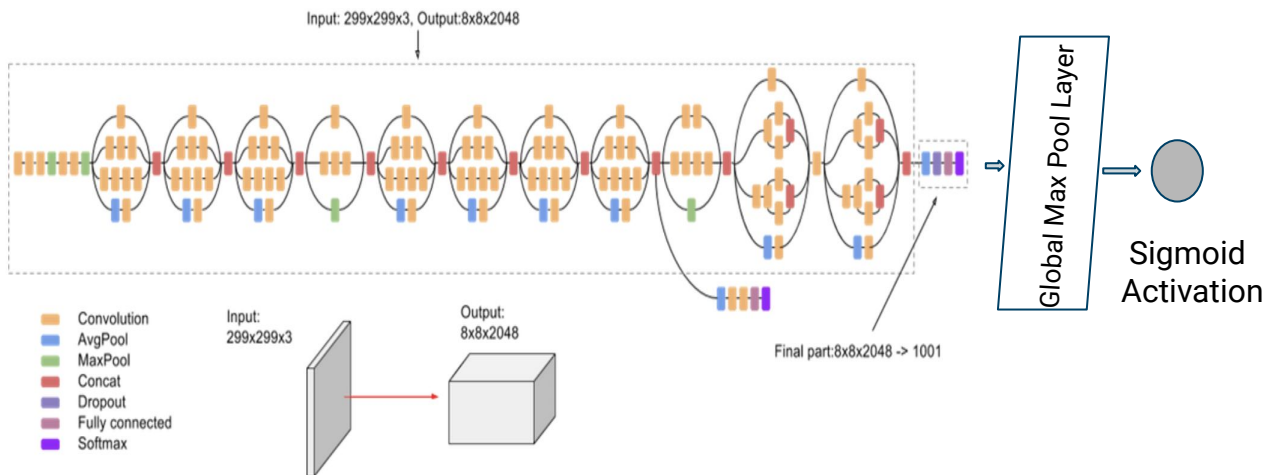 Input: 299x299x3, Output:8x8x2048
Global Max Pool Layer
Sigmoid
Activation
Final part:8x8x2048 -> 1001
Convolution
AvgPool
MaxPool
Concat
Dropout
Fully connected
Softmax
Input:
299x299x3
Output:
8x8x2048